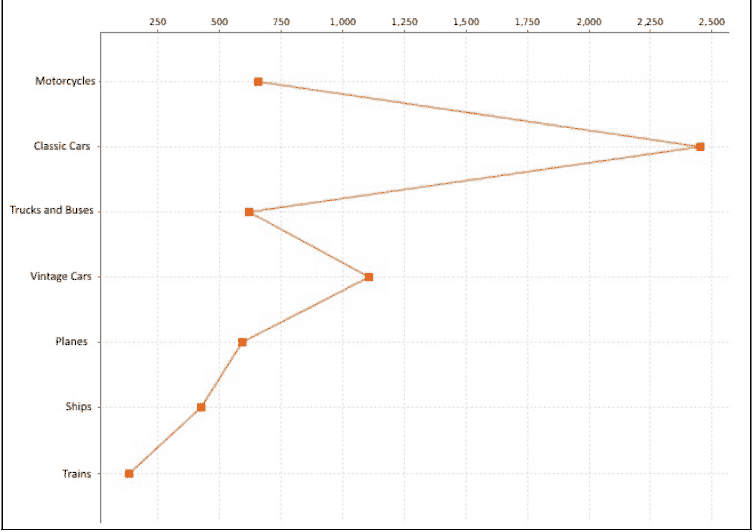 250 500 750 1,000 1,250 1,500 1,750 2,000 2,250 2,500
Motorcycles
Classic Cars
Trucks and Buses
Vintage Cars
Planes
Ships
Trains